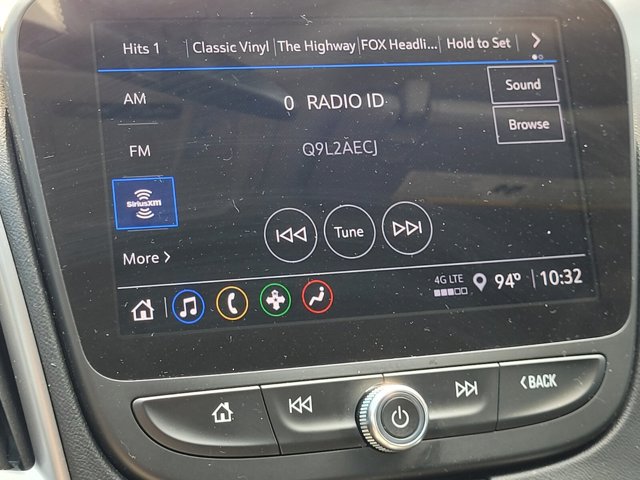 Hits 1 Classic Vinyl The Highway FOX Headli... Hold to Set
AM
0 RADIO ID
Sound
Browse
FM
Q9L2AECJ
SiriusXM
Tune
More
4G LTE
94° 10:32
BACK